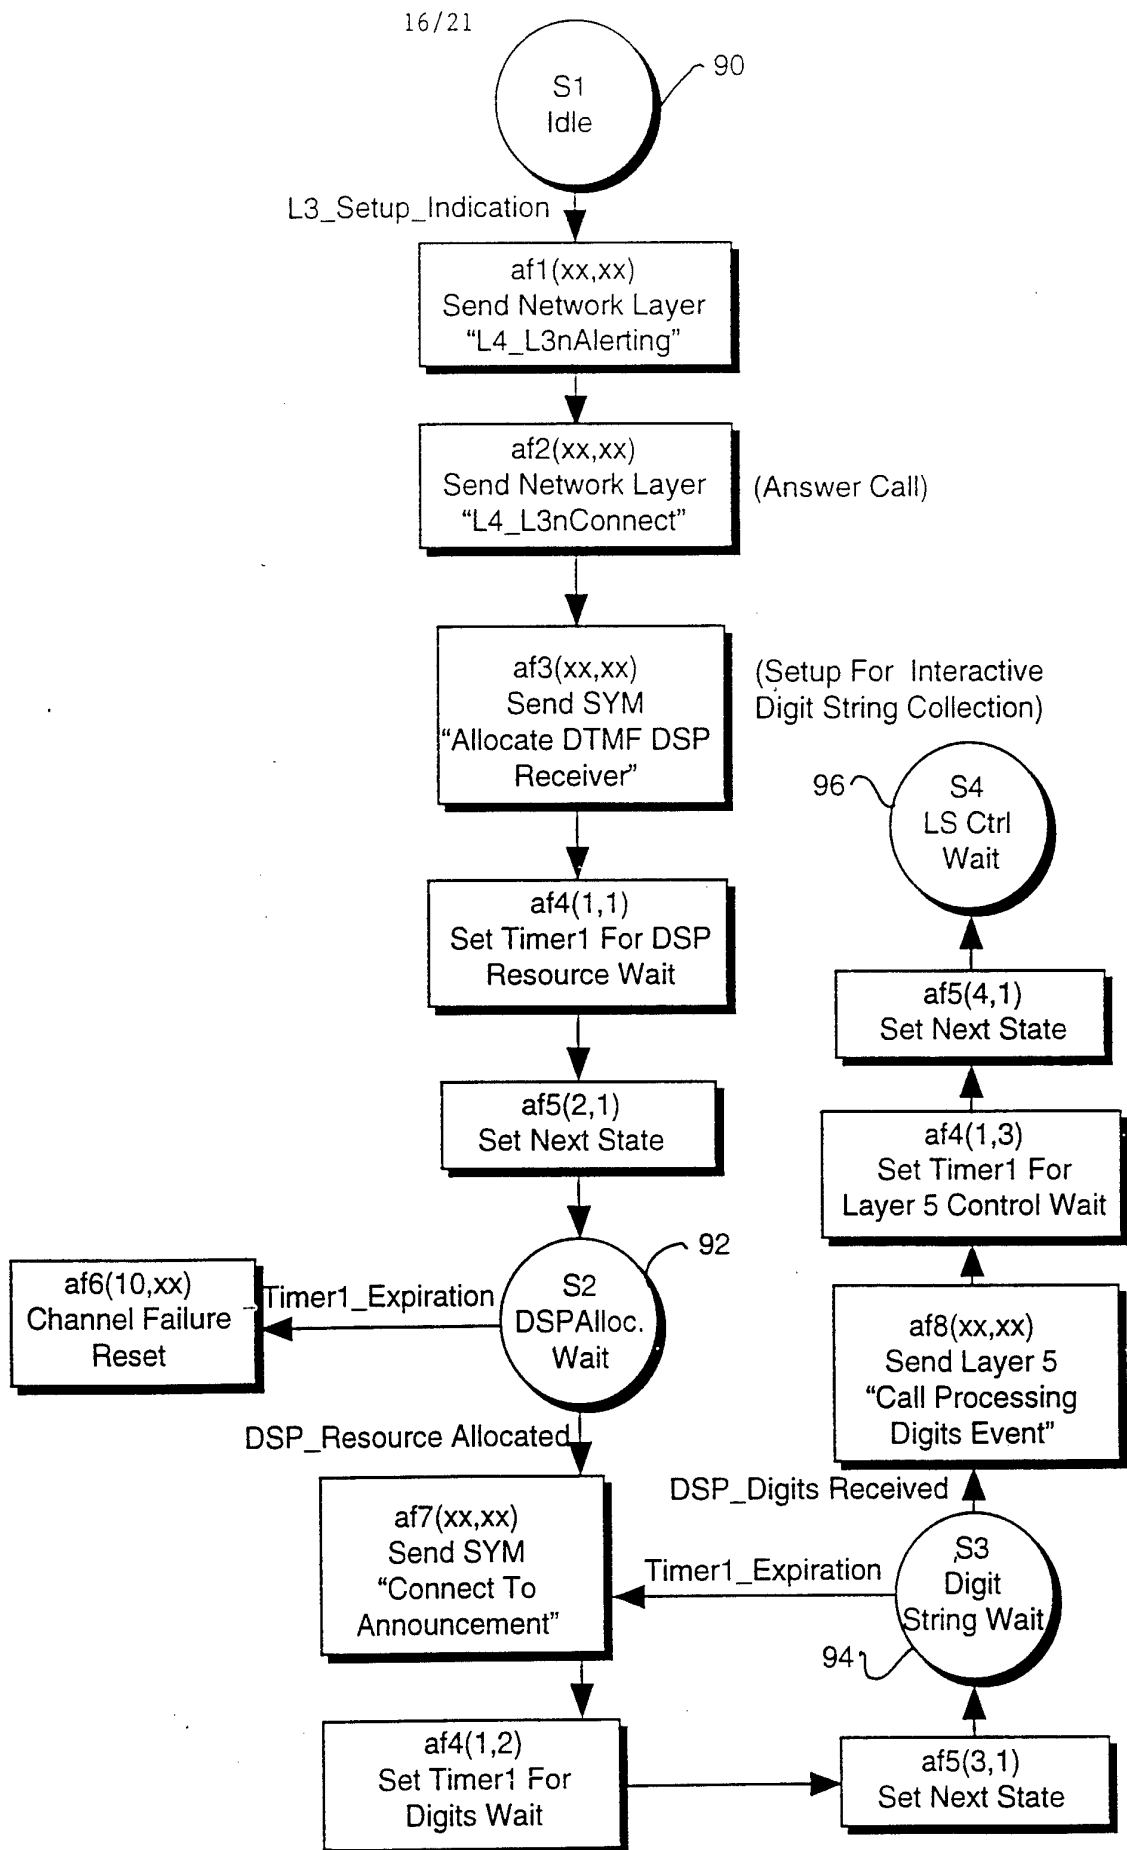 16/21
S1
Idle
90
L3_Setup_Indication
af1(xx,xx)
Send Network Layer
“L4_L3nAlerting”
af2(xx,xx)
Send Network Layer
“L4_L3nConnect”
(Answer Call)
af3(xx,xx)
Send SYM
“Allocate DTMF DSP
Receiver”
(Setup For Interactive
Digit String Collection)
af4(1,1)
Set Timer1 For DSP
Resource Wait
af5(2,1)
Set Next State
S2
DSPAlloc.
Wait
92
Timer1_Expiration
af6(10,xx)
Channel Failure
Reset
DSP_Resource Allocated
af7(xx,xx)
Send SYM
“Connect To
Announcement”
af4(1,2)
Set Timer1 For
Digits Wait
af5(3,1)
Set Next State
S3
Digit
String Wait
94
Timer1_Expiration
DSP_Digits Received
af8(xx,xx)
Send Layer 5
“Call Processing
Digits Event”
af4(1,3)
Set Timer1 For
Layer 5 Control Wait
af5(4,1)
Set Next State
S4
LS Ctrl
Wait
96